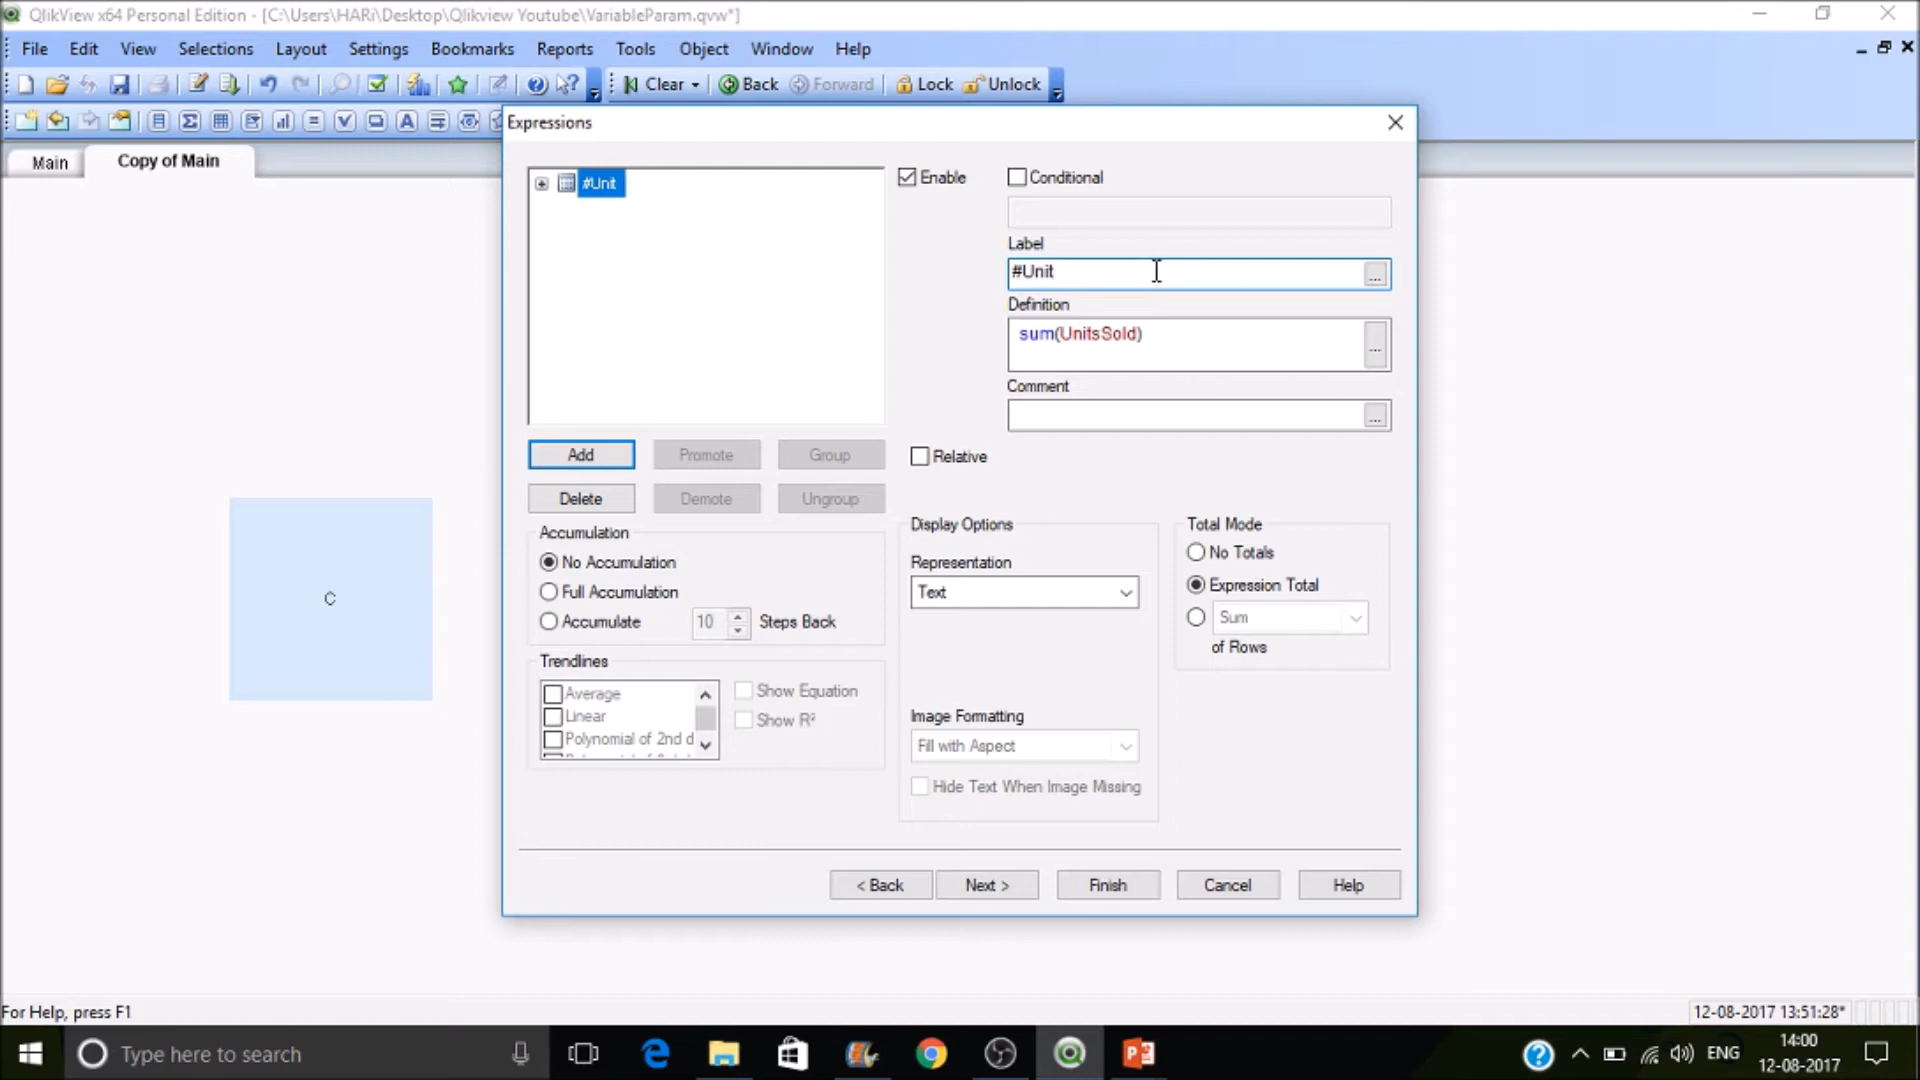 QlikView x64 Personal Edition - [C:\Users\HARi\Desktop\Qlikview Youtube\VariableParam.qvw*]
File Edit View Selections Layout Settings Bookmarks Reports Tools Object Window Help
Clear Back Forward Lock Unlock
Expressions
Main Copy of Main
#Unit
Enable
Conditional
Label
#Unit
...
Definition
sum(UnitsSold)
...
Comment
...
Add Promote Group
Relative
Delete Demote Ungroup
Accumulation
No Accumulation
Full Accumulation
Accumulate 10 Steps Back
Trendlines
Average
Linear
Polynomial of 2nd d
Show Equation
Show R²
Display Options
Representation
Text
Image Formatting
Fill with Aspect
Hide Text When Image Missing
Total Mode
No Totals
Expression Total
Sum
of Rows
C
< Back Next > Finish Cancel Help
For Help, press F1
12-08-2017 13:51:28*
Type here to search
ENG
14:00
12-08-2017